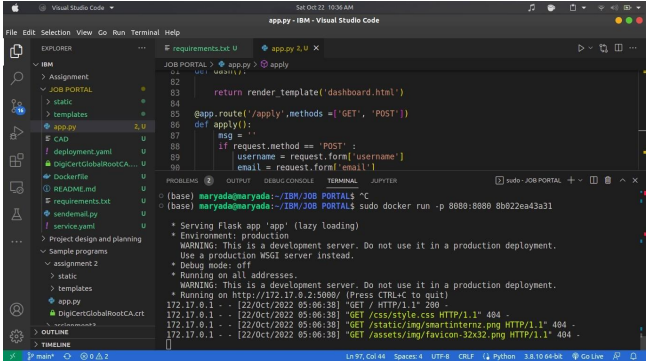 Visual Studio Code
Sat Oct 22 10:36 AM
app.py - IBM - Visual Studio Code
File Edit Selection View Go Run Terminal Help
EXPLORER
requirements.txt U
app.py 2, U
JOB PORTAL > app.py > apply
IBM
Assignment
JOB PORTAL
static
templates
app.py 2, U
CAD U
deployment.yaml U
DigiCertGlobalRootCA.... U
Dockerfile U
README.md U
requirements.txt U
sendemail.py U
service.yaml U
Project design and planning
Sample programs
assignment 2
static
templates
app.py
DigiCertGlobalRootCA.crt
OUTLINE
TIMELINE
81 def dash():
82
83 return render_template('dashboard.html')
84
85 @app.route('/apply',methods =['GET', 'POST'])
86 def apply():
87 msg = ''
88 if request.method == 'POST' :
89 username = request.form['username']
90 email = request.form['email']
PROBLEMS 2 OUTPUT DEBUG CONSOLE TERMINAL JUPYTER
sudo - JOB PORTAL
(base) maryada@maryada:~/IBM/JOB PORTAL$ ^C
(base) maryada@maryada:~/IBM/JOB PORTAL$ sudo docker run -p 8080:8080 8b022ea43a31
* Serving Flask app 'app' (lazy loading)
* Environment: production
WARNING: This is a development server. Do not use it in a production deployment.
Use a production WSGI server instead.
* Debug mode: off
* Running on all addresses.
WARNING: This is a development server. Do not use it in a production deployment.
* Running on http://172.17.0.2:5000/ (Press CTRL+C to quit)
172.17.0.1 - - [22/Oct/2022 05:06:38] "GET / HTTP/1.1" 200 -
172.17.0.1 - - [22/Oct/2022 05:06:38] "GET /css/style.css HTTP/1.1" 404 -
172.17.0.1 - - [22/Oct/2022 05:06:38] "GET /static/img/smartinternz.png HTTP/1.1" 404 -
172.17.0.1 - - [22/Oct/2022 05:06:38] "GET /assets/img/favicon-32x32.png HTTP/1.1" 404 -
main* 0 2
Ln 97, Col 44 Spaces: 4 UTF-8 CRLF Python 3.8.10 64-bit Go Live